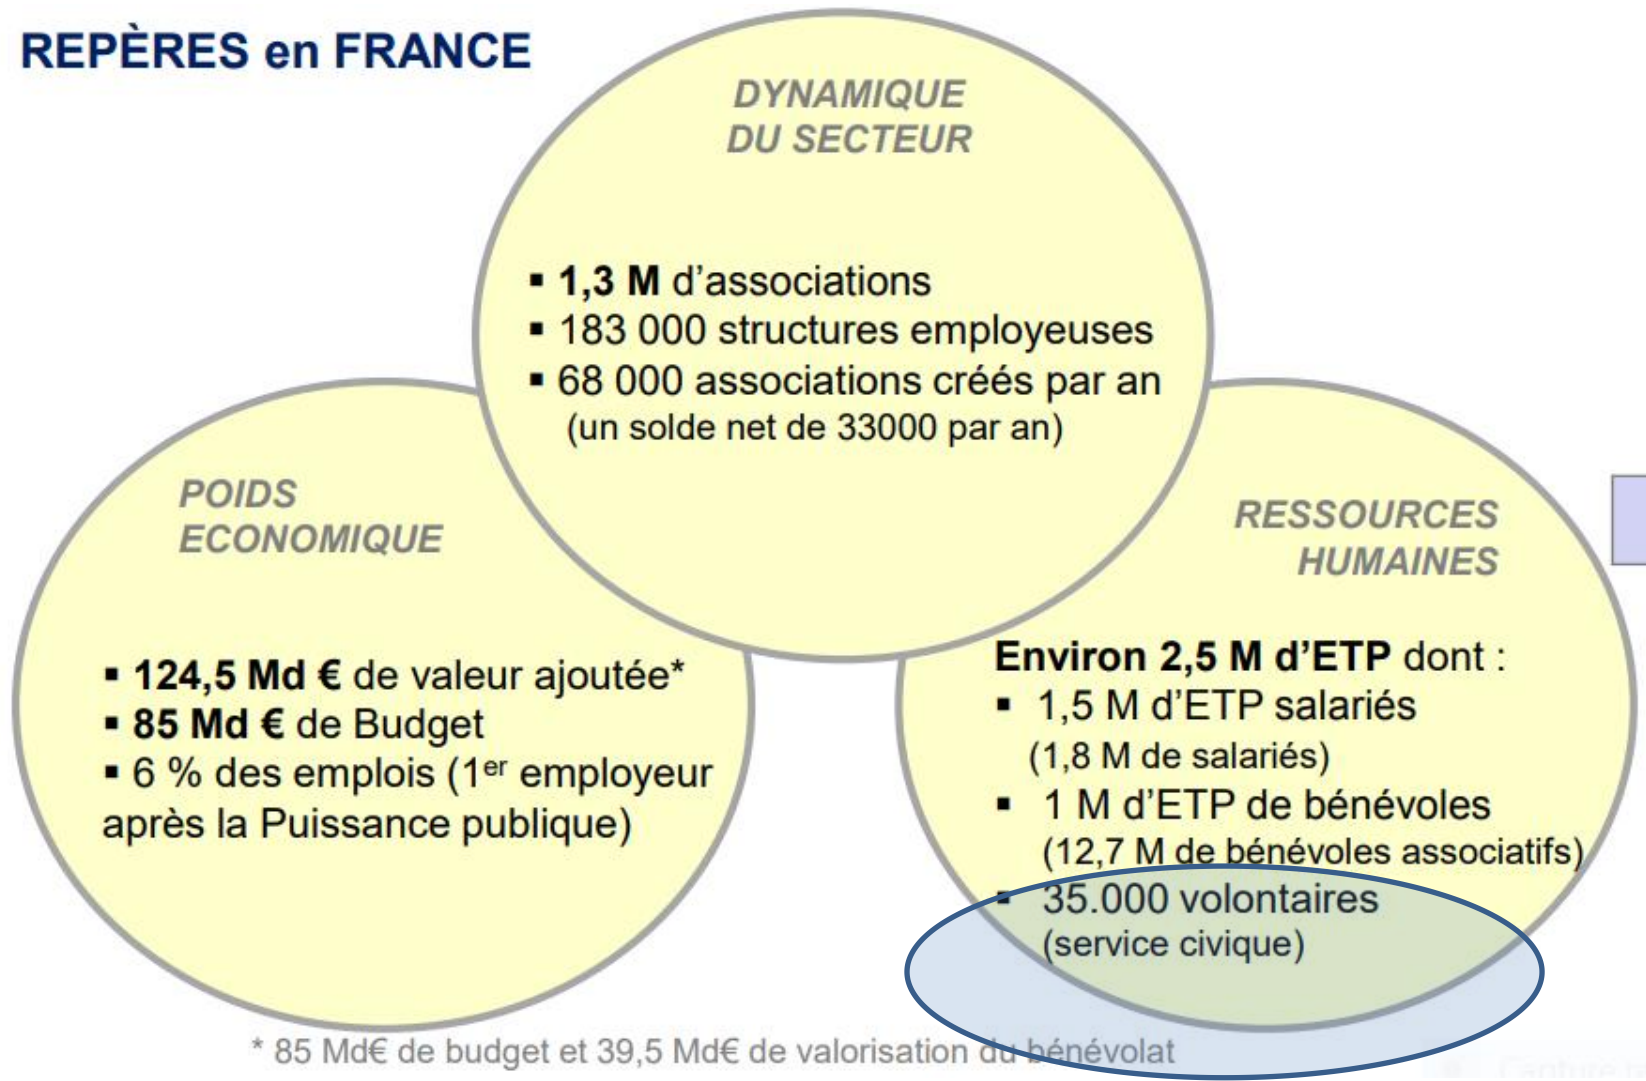 REPÈRES en FRANCE
DYNAMIQUE
DU SECTEUR
▪ 1,3 M d’associations
▪ 183 000 structures employeuses
▪ 68 000 associations créés par an
(un solde net de 33000 par an)
POIDS
ECONOMIQUE
▪ 124,5 Md € de valeur ajoutée*
▪ 85 Md € de Budget
▪ 6 % des emplois (1er employeur
après la Puissance publique)
RESSOURCES
HUMAINES
Environ 2,5 M d’ETP dont :
▪ 1,5 M d’ETP salariés
(1,8 M de salariés)
▪ 1 M d’ETP de bénévoles
(12,7 M de bénévoles associatifs)
▪ 35.000 volontaires
(service civique)
* 85 Md€ de budget et 39,5 Md€ de valorisation du bénévolat